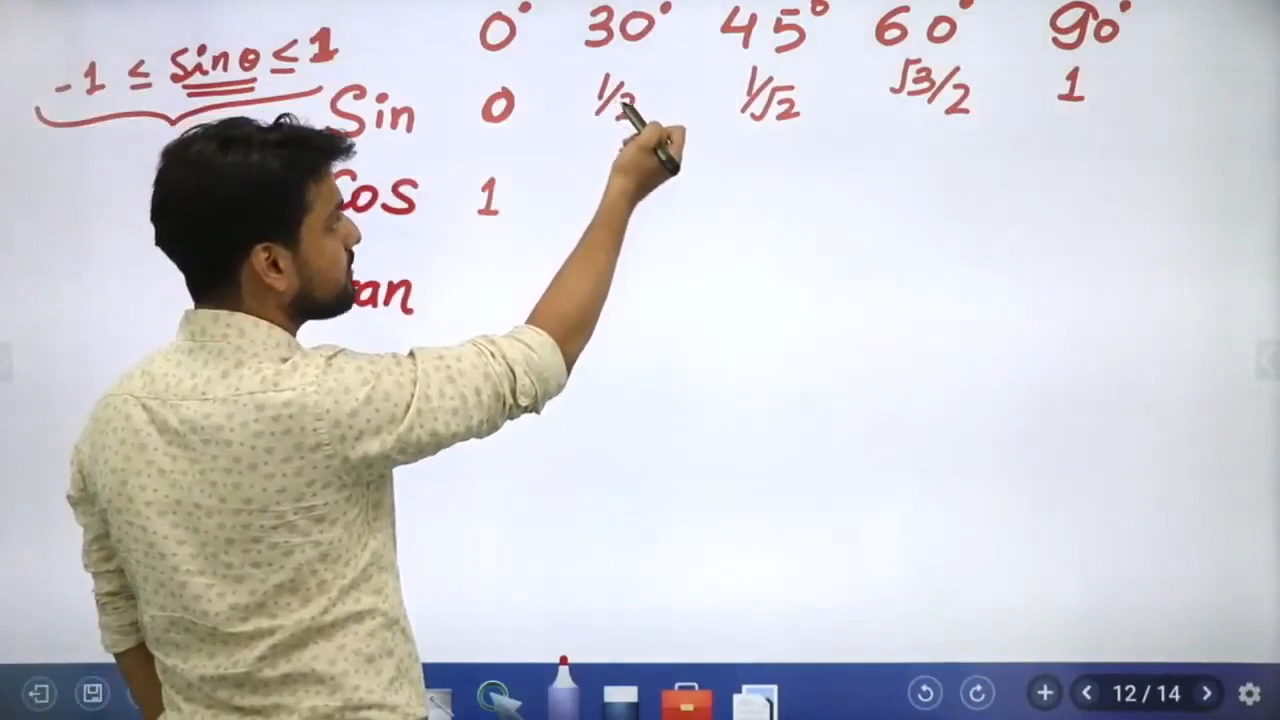 0° 30° 45° 60° 90°
-1 ≤ sinθ ≤ 1
Sin 0 1/2 1/√2 √3/2 1
Cos 1
tan
12 / 14